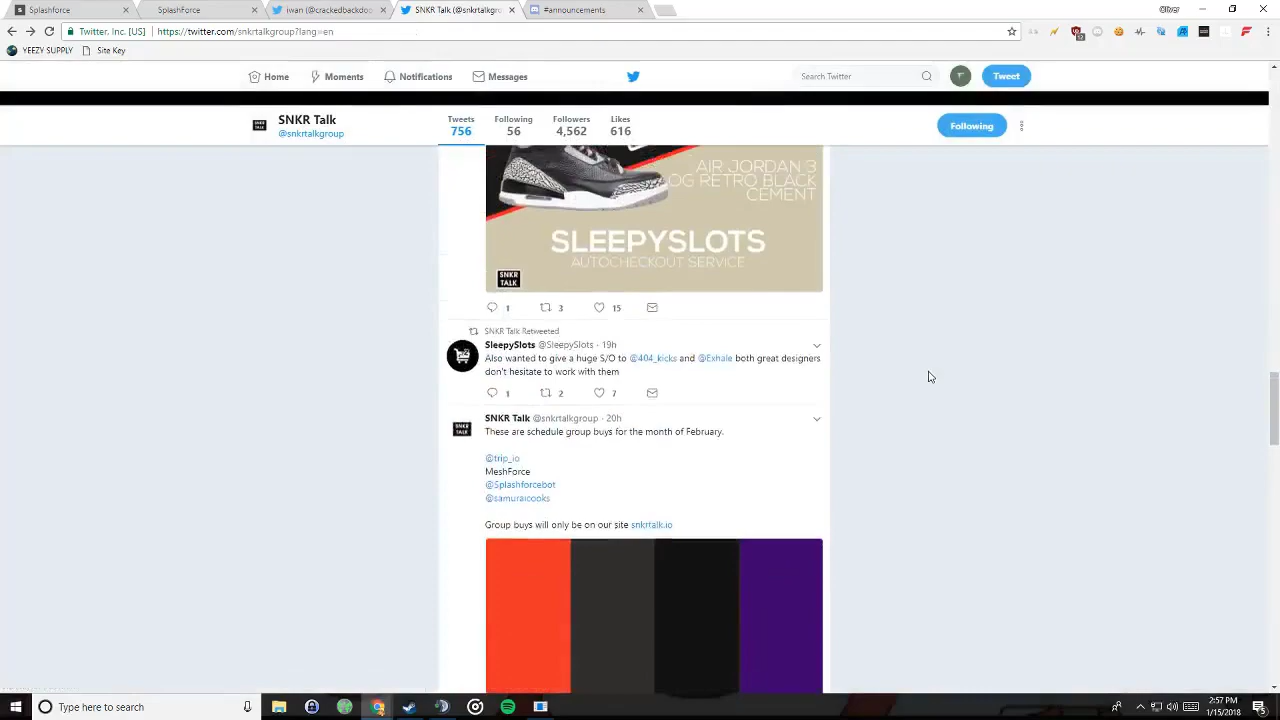 Splashforce
Splashforce
iwan (@crackedbackdo
SNKR Talk (@snkrtalkgr
#announcements
Oliver
Twitter, Inc. [US]
https://twitter.com/snkrtalkgroup?lang=en
12
YEEZY SUPPLY
Site Key
Home
Moments
Notifications
Messages
Search Twitter
Tweet
SNKR Talk
@snkrtalkgroup
Tweets
756
Following
56
Followers
4,562
Likes
616
Following
AIR JORDAN 3
OG RETRO BLACK
CEMENT
SLEEPYSLOTS
AUTOCHECKOUT SERVICE
SNKR
TALK
1 3 15
SNKR Talk Retweeted
SleepySlots @SleepySlots · 19h
Also wanted to give a huge S/O to @404_kicks and @Exhale both great designers
don't hesitate to work with them
1 2 7
SNKR Talk @snkrtalkgroup · 20h
SNKR
TALK
These are schedule group buys for the month of February.
@trip_io
MeshForce
@Splashforcebot
@samuraicooks
Group buys will only be on our site snkrtalk.io
Type here to search
2:57 PM
1/15/2018